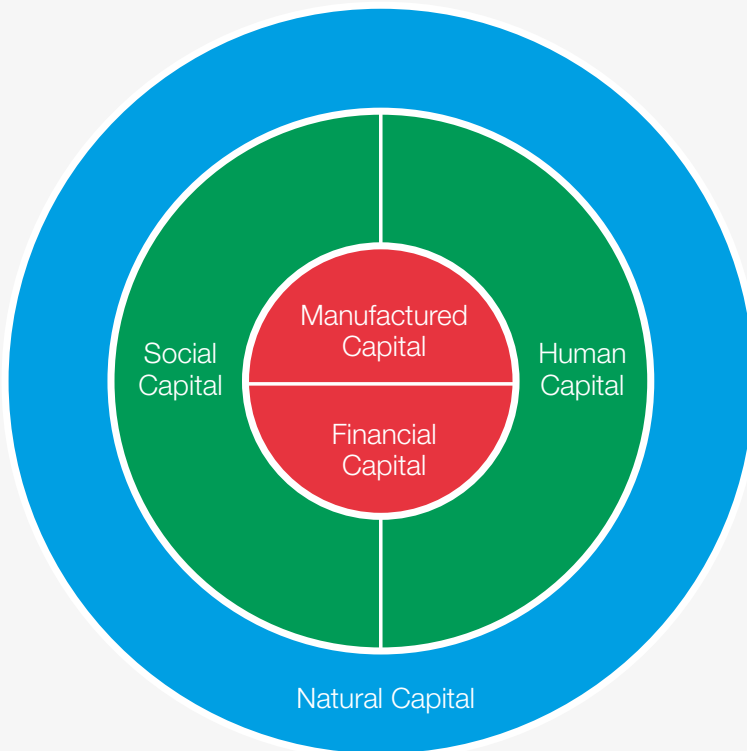 Manufactured
Capital
Social
Capital
Human
Capital
Financial
Capital
Natural Capital